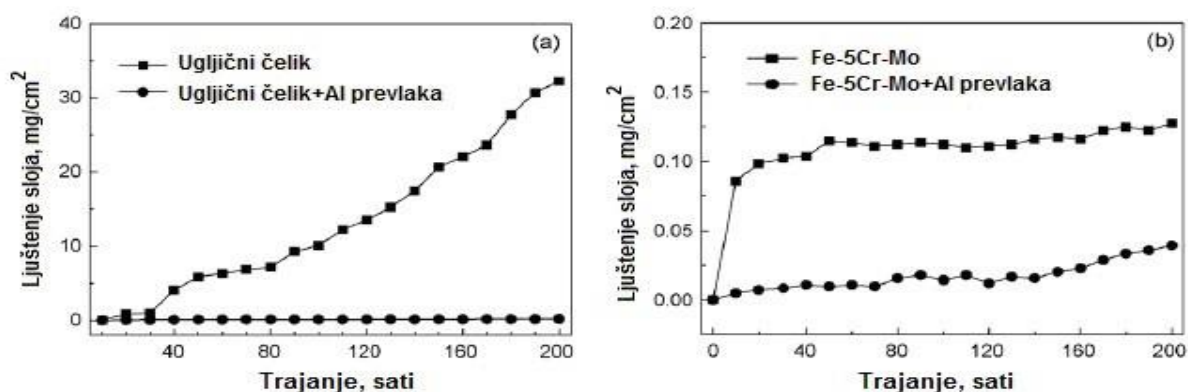 40
30
20
10
0
Ljuštenje sloja, mg/cm²
(a)
Ugljični čelik
Ugljični čelik+Al prevlaka
40 80 120 160 200
Trajanje, sati
0.20
0.15
0.10
0.05
0.00
Ljuštenje sloja, mg/cm²
(b)
Fe-5Cr-Mo
Fe-5Cr-Mo+Al prevlaka
0 40 80 120 160 200
Trajanje, sati